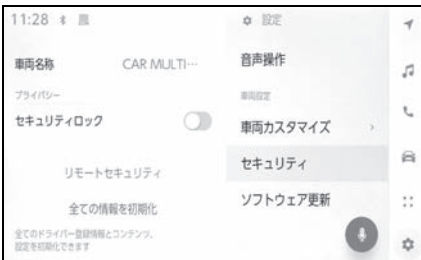 11:28
車両名称 CAR MULTI…
プライバシー
セキュリティロック
リモートセキュリティ
全ての情報を初期化
全てのドライバー登録情報とコンテンツ、
設定を初期化できます
設定
音声操作
車両設定
車両カスタマイズ
セキュリティ
ソフトウェア更新